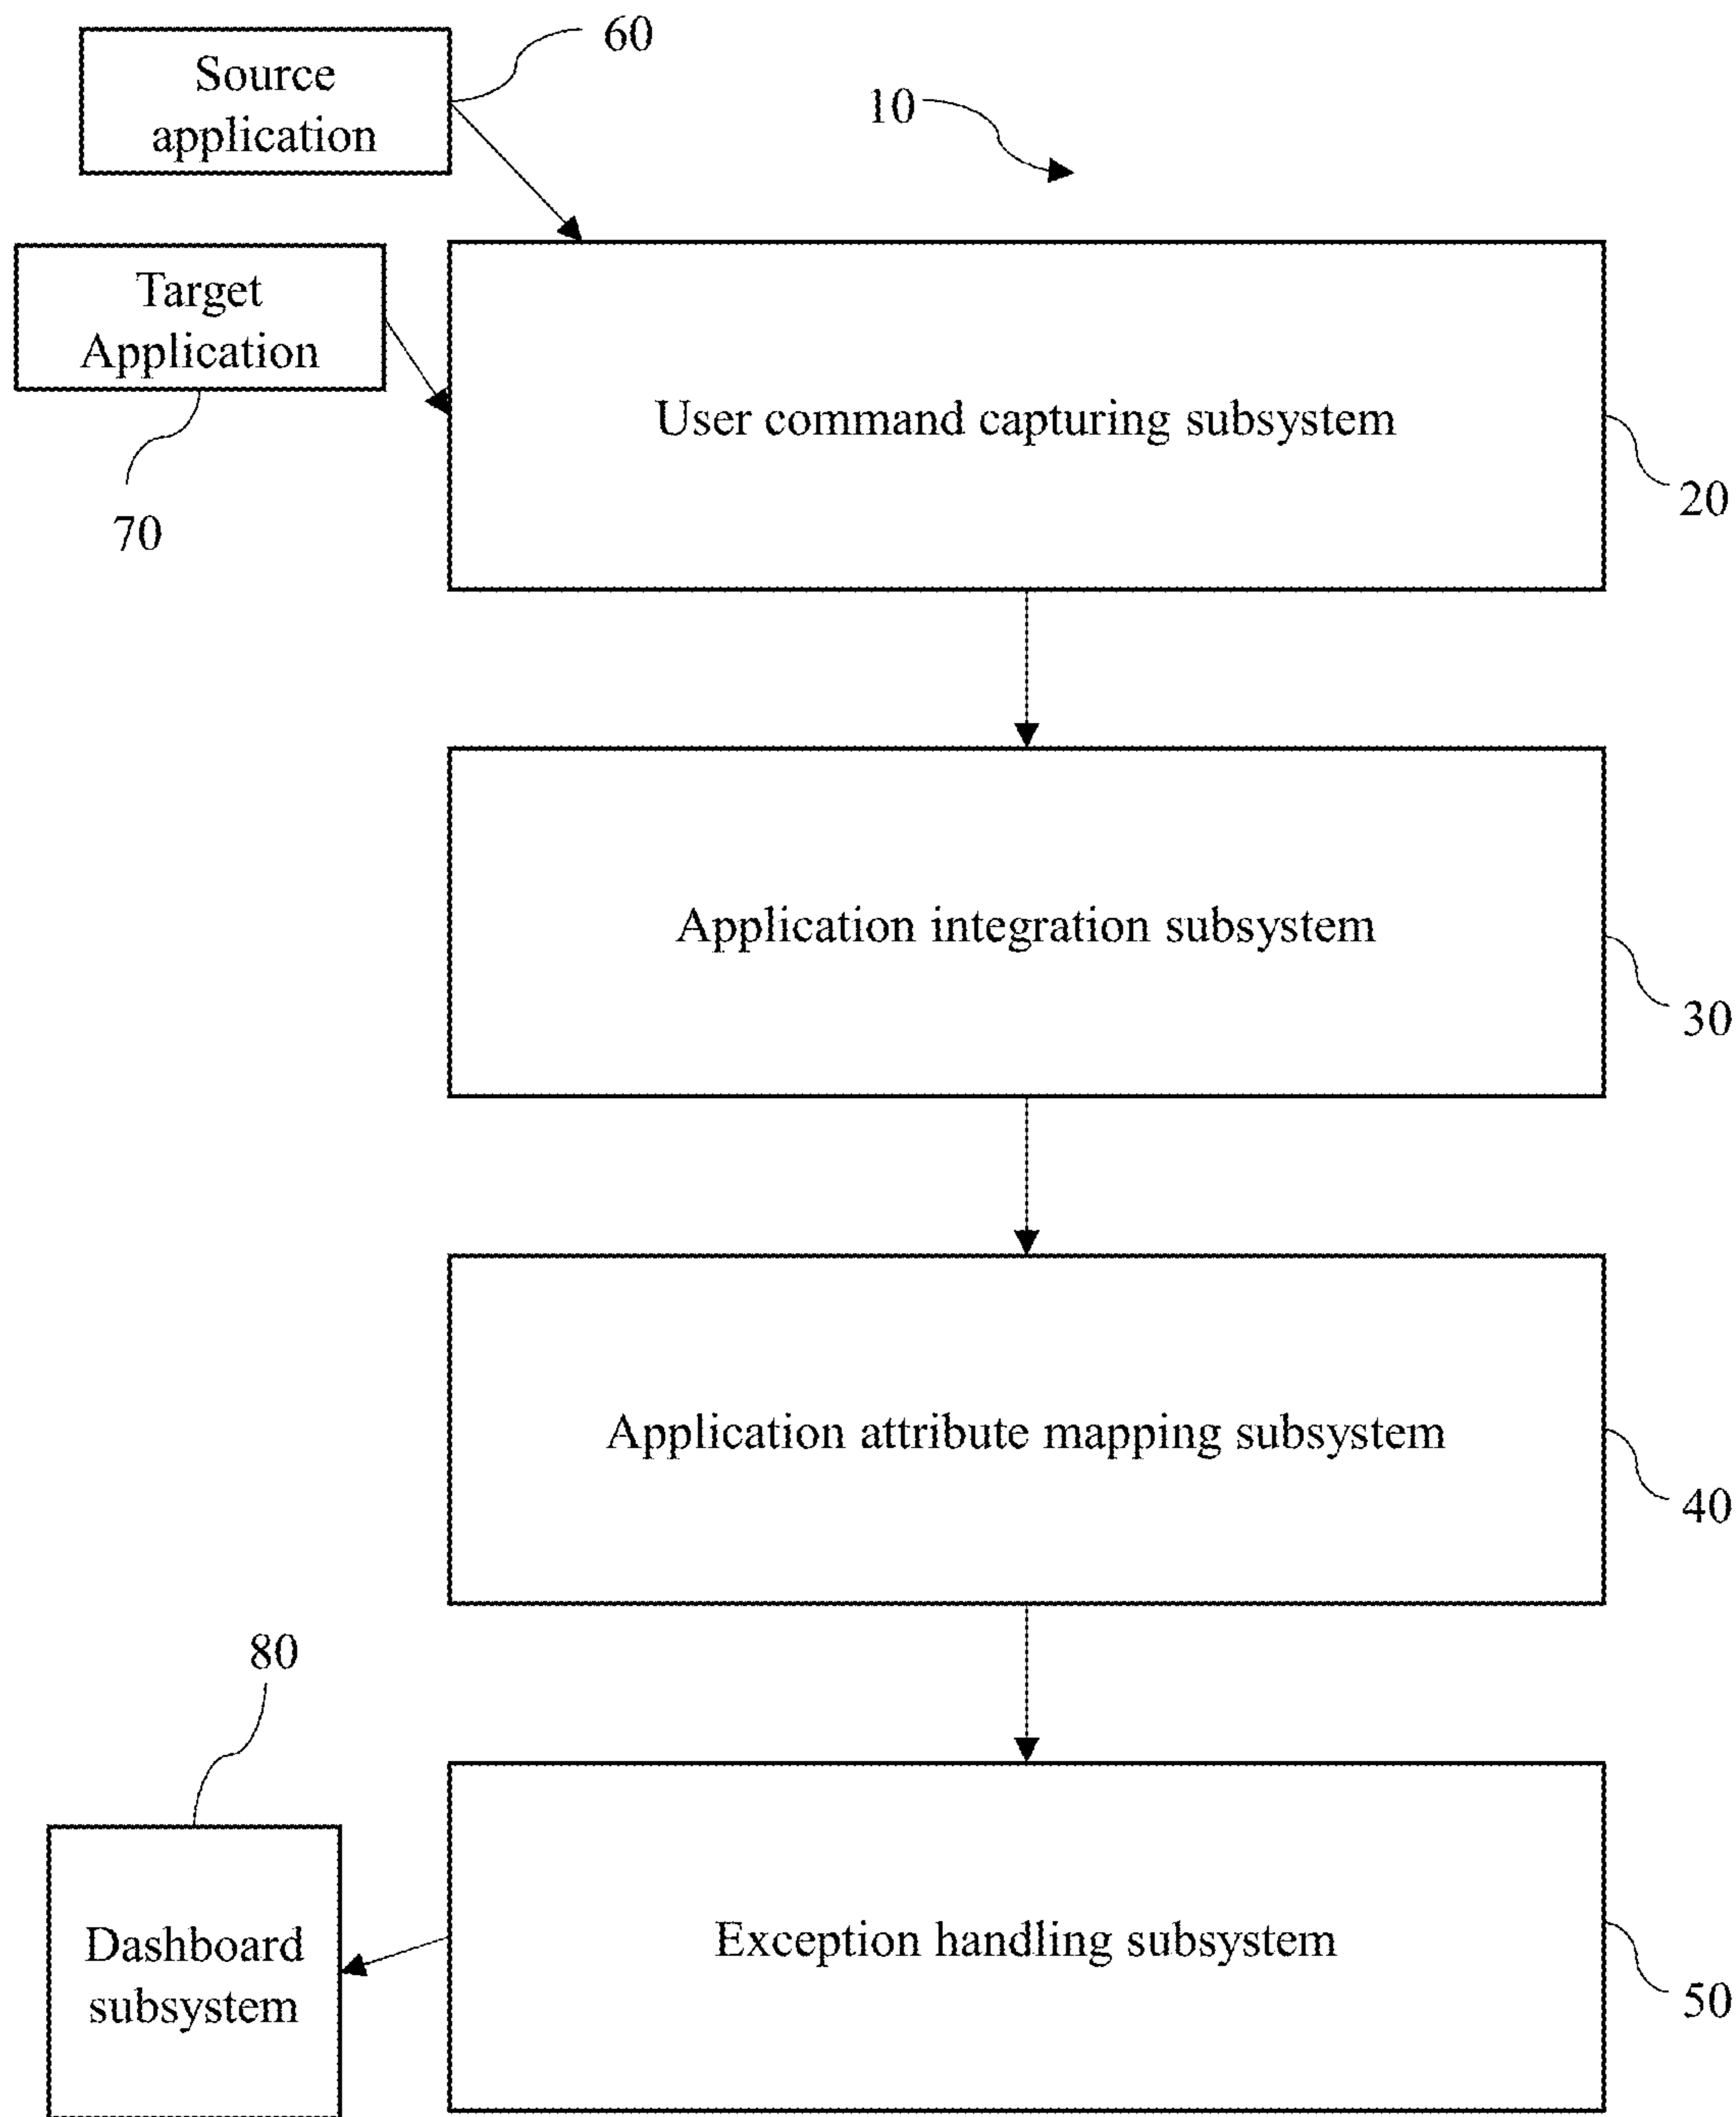 60
Source
application
10
Target
Application
User command capturing subsystem
20
70
Application integration subsystem
30
Application attribute mapping subsystem
40
80
Exception handling subsystem
Dashboard
subsystem
50